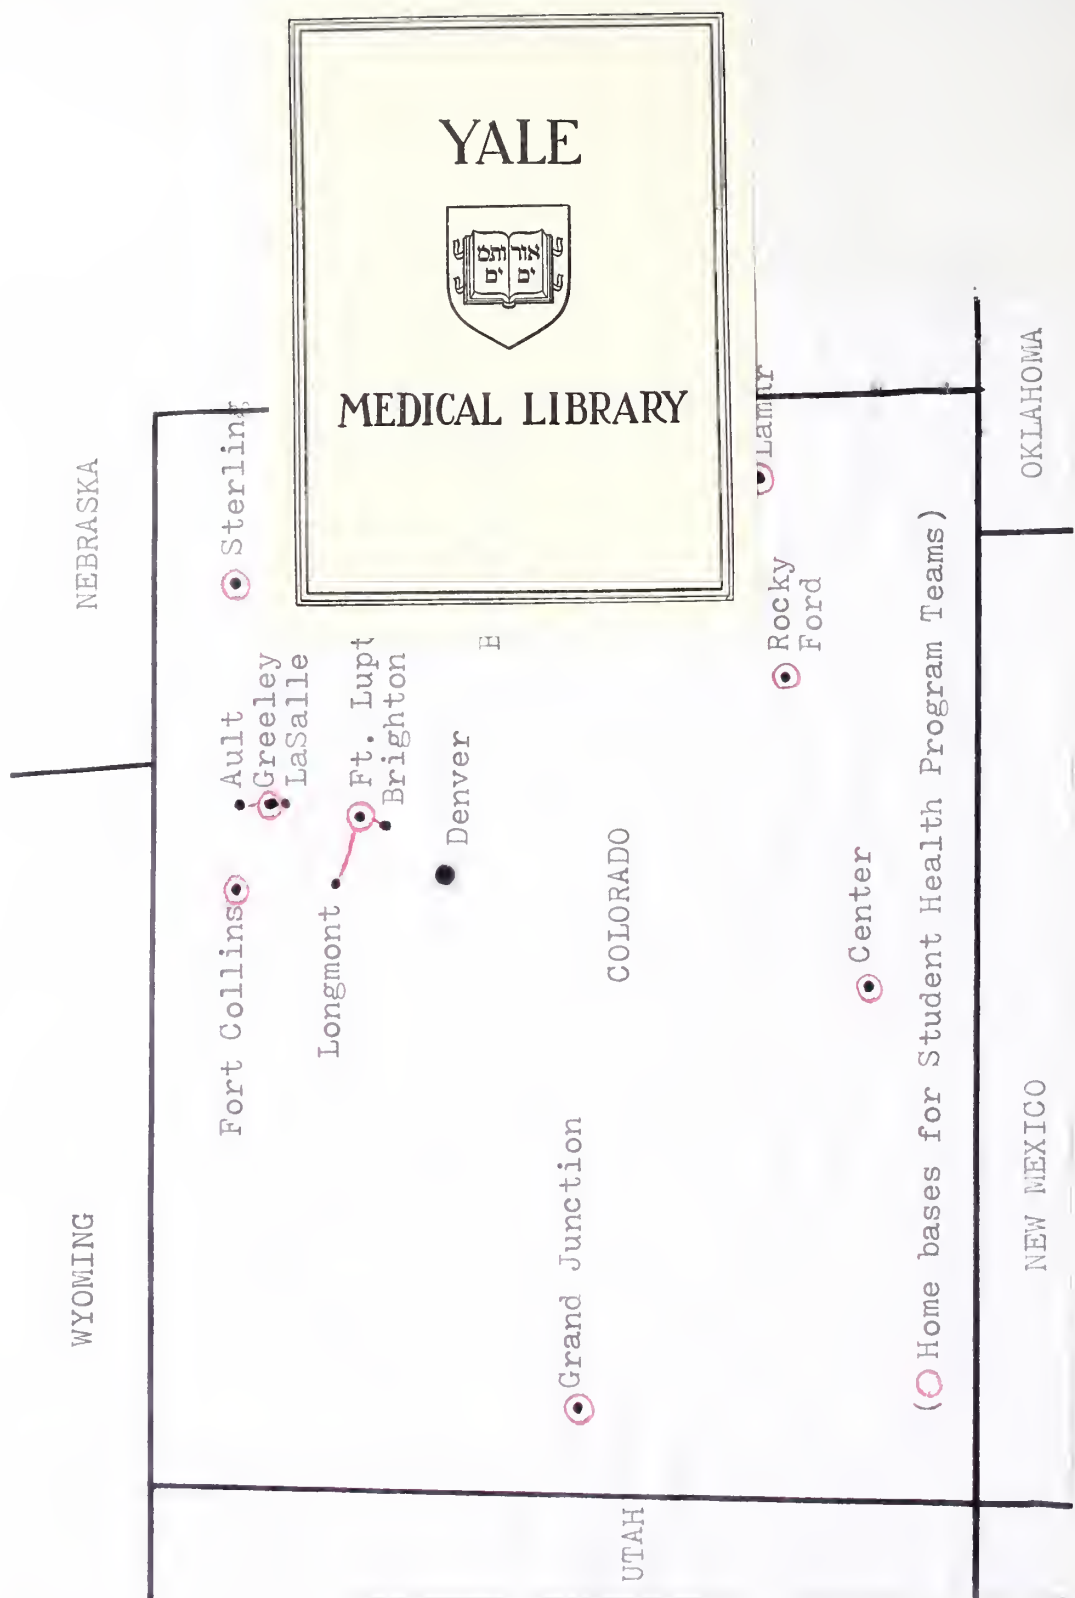 YALE
אור ותמ
ים ים
MEDICAL LIBRARY
WYOMING
NEBRASKA
Fort Collins
Ault
Greeley
LaSalle
Sterling
Longmont
Ft. Lupt
Brighton
Denver
E
Grand Junction
COLORADO
Rocky
Ford
Lamar
Center
(O Home bases for Student Health Program Teams)
UTAH
NEW MEXICO
OKLAHOMA